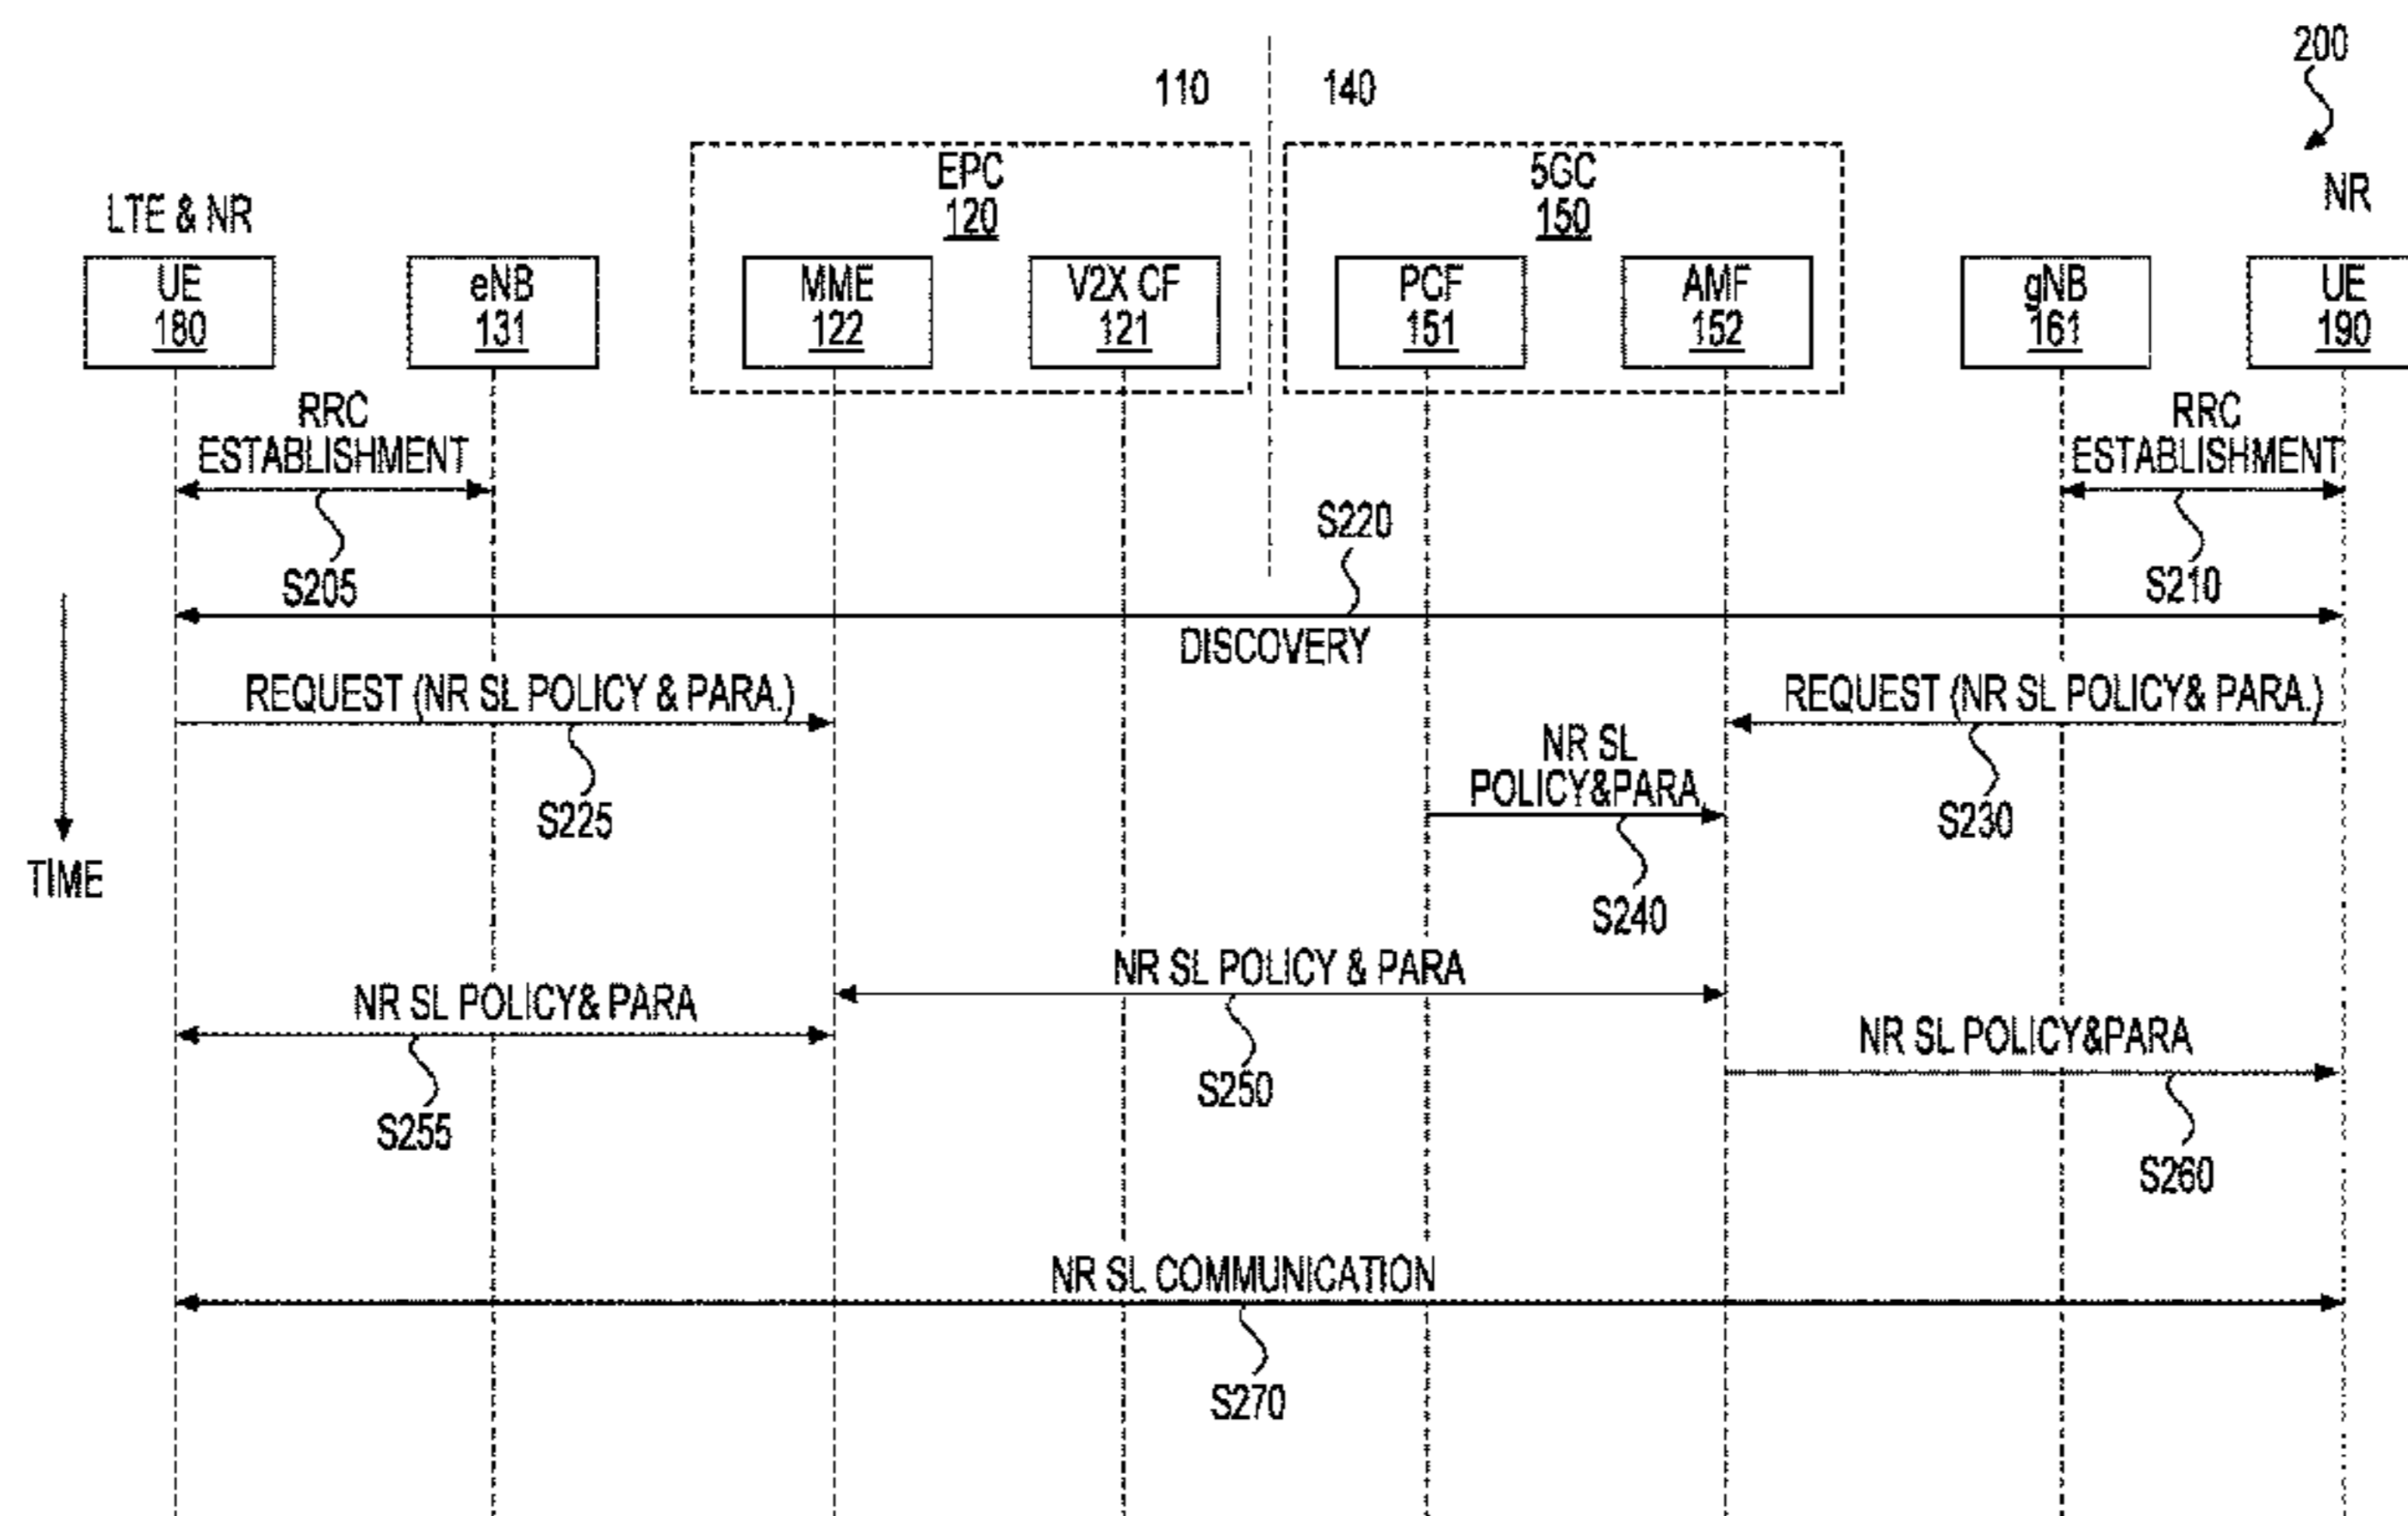 200
110
140
EPC
120
5GC
150
NR
LTE & NR
UE
180
eNB
131
MME
122
V2X CF
121
PCF
151
AMF
152
gNB
161
UE
190
RRC
ESTABLISHMENT
RRC
ESTABLISHMENT
S205
S220
S210
DISCOVERY
REQUEST (NR SL POLICY & PARA.)
REQUEST (NR SL POLICY& PARA.)
S225
NR SL
POLICY&PARA
S230
TIME
S240
NR SL POLICY & PARA
NR SL POLICY& PARA
NR SL POLICY&PARA
S250
S255
S260
NR SL COMMUNICATION
S270